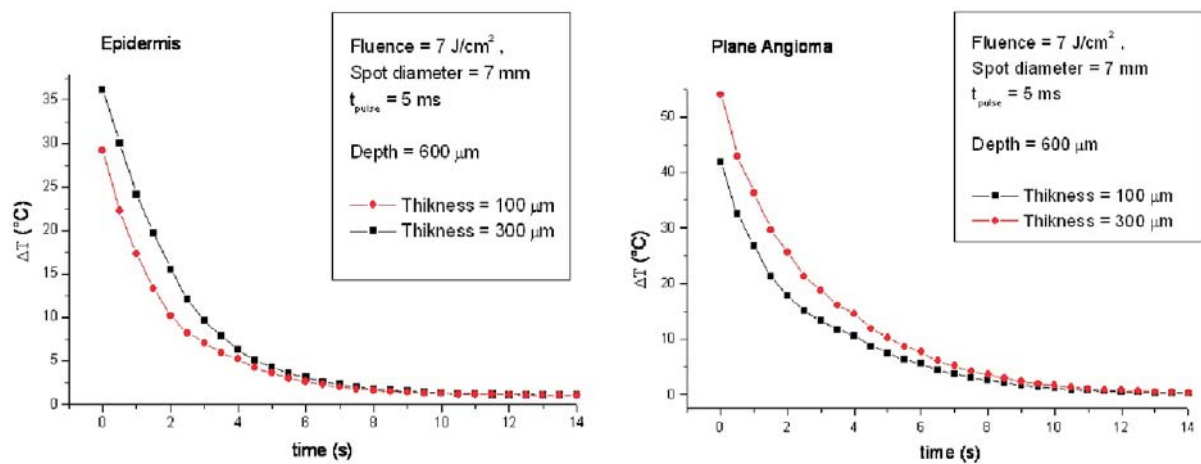 Epidermis
Fluence = 7 J/cm² ,
Spot diameter = 7 mm
t_pulse = 5 ms
Depth = 600 μm
Thikness = 100 μm
Thikness = 300 μm
ΔT (°C)
35
30
25
20
15
10
5
0
0 2 4 6 8 10 12 14
time (s)
Plane Angioma
Fluence = 7 J/cm² ,
Spot diameter = 7 mm
t_pulse = 5 ms
Depth = 600 μm
Thikness = 100 μm
Thikness = 300 μm
ΔT (°C)
50
40
30
20
10
0
0 2 4 6 8 10 12 14
time (s)